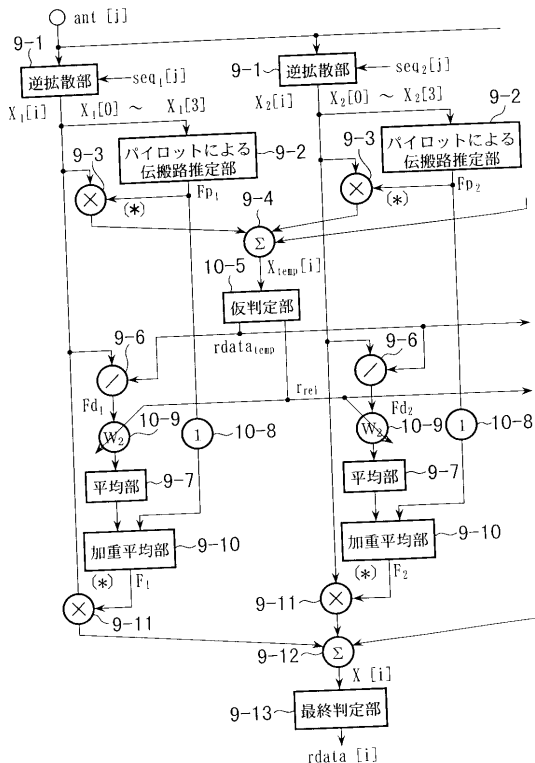 ant [j]
9-1
逆拡散部
seq₁[j]
9-1
逆拡散部
seq₂[j]
X₁[i]
X₁[0] ～ X₁[3]
X₂[i]
X₂[0] ～ X₂[3]
9-2
9-3
パイロットによる
伝搬路推定部
9-2
9-3
パイロットによる
伝搬路推定部
×
(*)
Fp₁
9-4
×
(*)
Fp₂
Σ
10-5
Xtemp[i]
仮判定部
9-6
rdatatemp
9-6
/
/
Fd₁
rrei
Fd₂
W₂
10-9
1
10-8
W₂
10-9
1
10-8
平均部
9-7
平均部
9-7
加重平均部
9-10
加重平均部
9-10
(*)
F₁
(*)
F₂
×
9-11
9-11
×
9-12
Σ
X [i]
9-13
最終判定部
rdata [i]